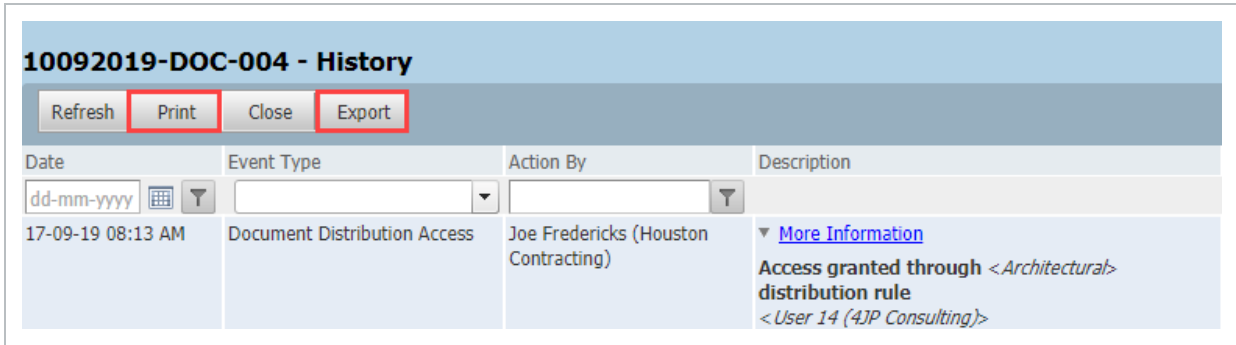 10092019-DOC-004 - History
Refresh Print Close Export
Date Event Type Action By Description
dd-mm-yyyy
17-09-19 08:13 AM Document Distribution Access Joe Fredericks (Houston More Information
Contracting)
Access granted through <Architectural>
distribution rule
<User 14 (4JP Consulting)>